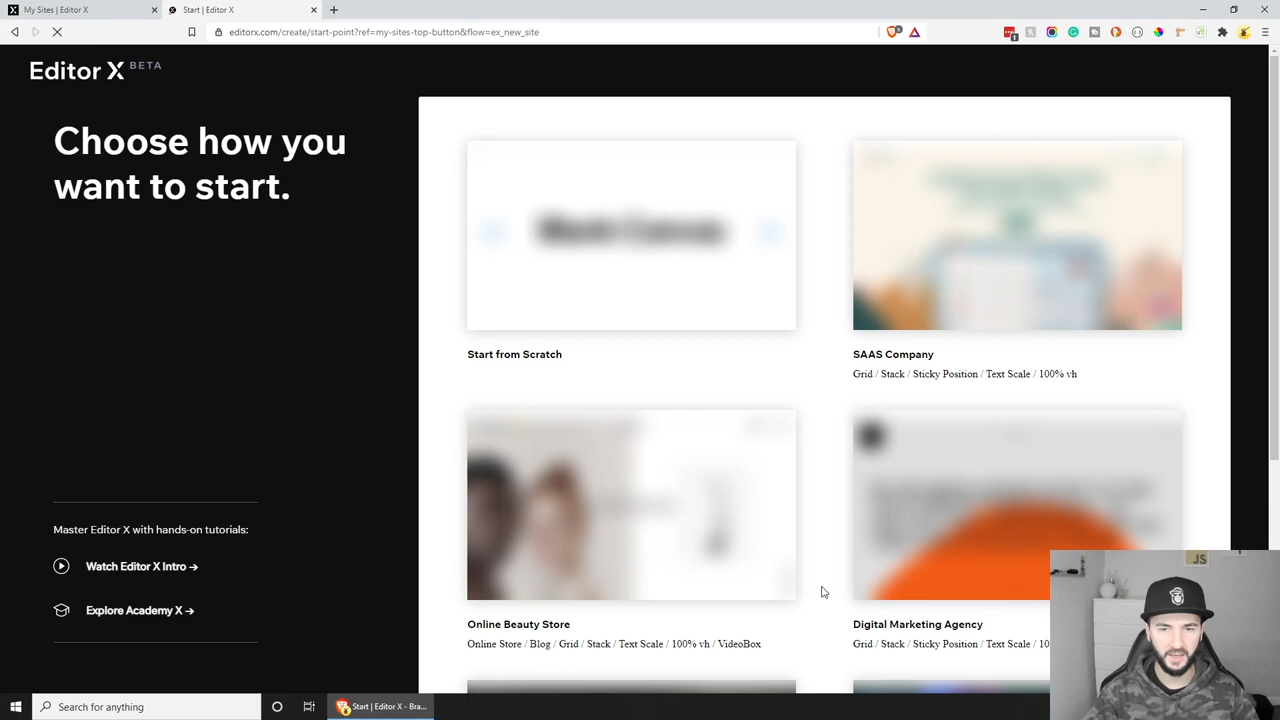 My Sites | Editor X
Start | Editor X
editorx.com/create/start-point?ref=my-sites-top-button&flow=ex_new_site
Editor X BETA
Choose how you
want to start.
Blank Canvas
Start from Scratch
SAAS Company
Grid / Stack / Sticky Position / Text Scale / 100% vh
Online Beauty Store
Online Store / Blog / Grid / Stack / Text Scale / 100% vh / VideoBox
Digital Marketing Agency
Grid / Stack / Sticky Position / Text Scale / 10
Master Editor X with hands-on tutorials:
Watch Editor X Intro →
Explore Academy X →
JS
Search for anything
Start | Editor X - Bra...